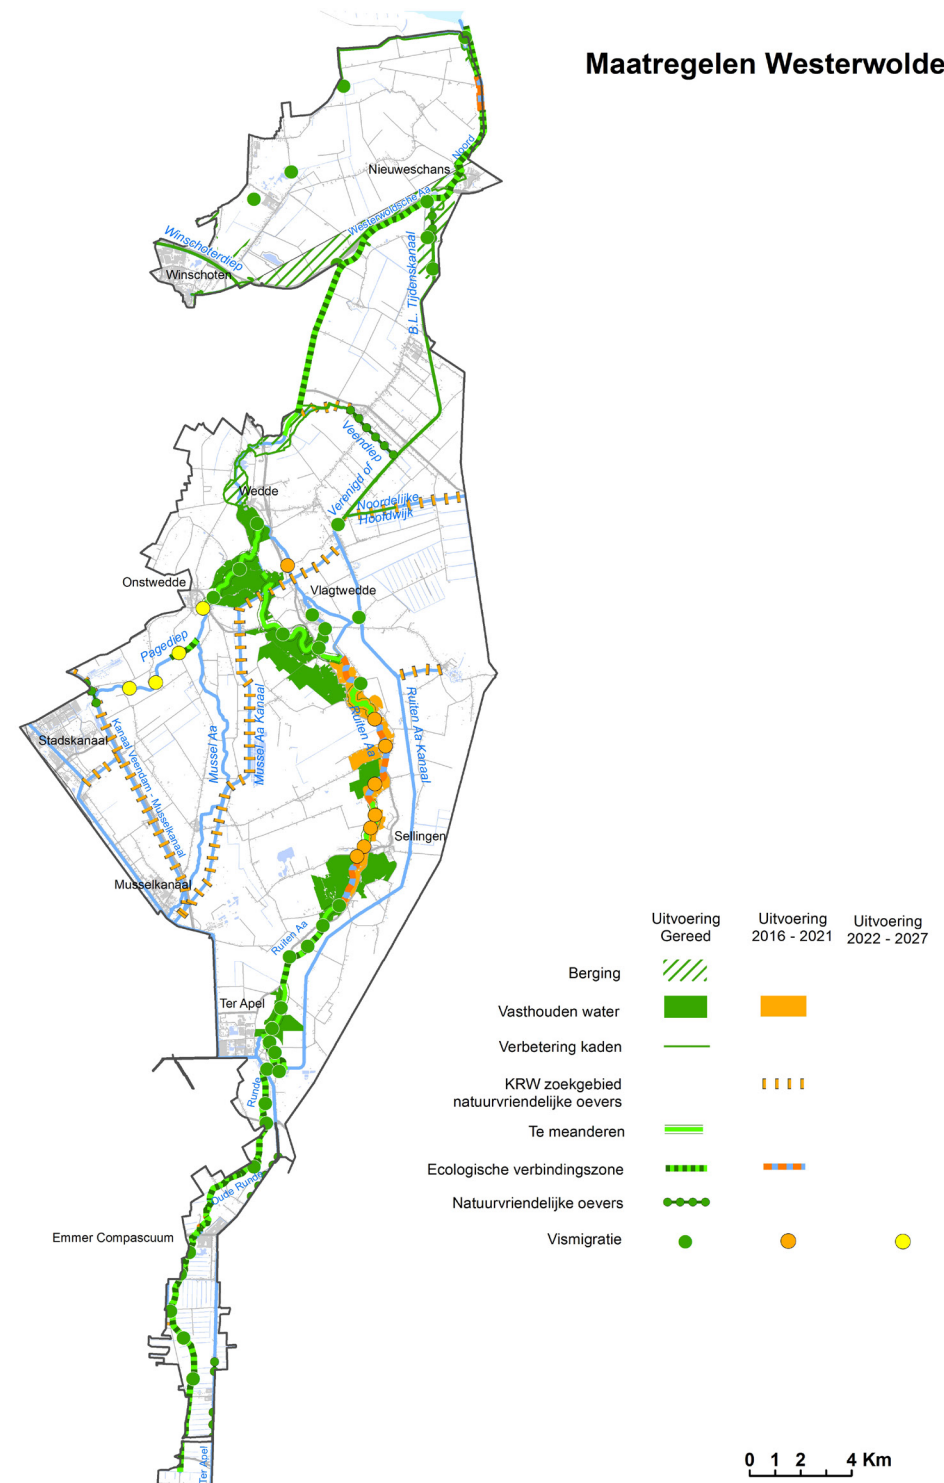 Maatregelen Westerwolde
Noord
Nieuweschans
Westerwoldsche Aa
Winschoterdiep
Winschoten
B.L. Tijdenskanaal
Veendiep
Verenigd of
Wedde
Noordelijke
Hoofdwijk
Onstwedde
Vlagtwedde
Pagediep
Stadskanaal
Kanaal Veendam - Musselkanaal
Mussel Aa
Mussel Aa Kanaal
Ruiten Aa
Ruiten Aa Kanaal
Sellingen
Musselkanaal
Ruiten Aa
Ter Apel
Runde
Oude Runde
Emmer Compascuum
Ter Apel
Uitvoering
Gereed
Uitvoering
2016 - 2021
Uitvoering
2022 - 2027
Berging
Vasthouden water
Verbetering kaden
KRW zoekgebied
natuurvriendelijke oevers
Te meanderen
Ecologische verbindingszone
Natuurvriendelijke oevers
Vismigratie
0 1 2 4 Km